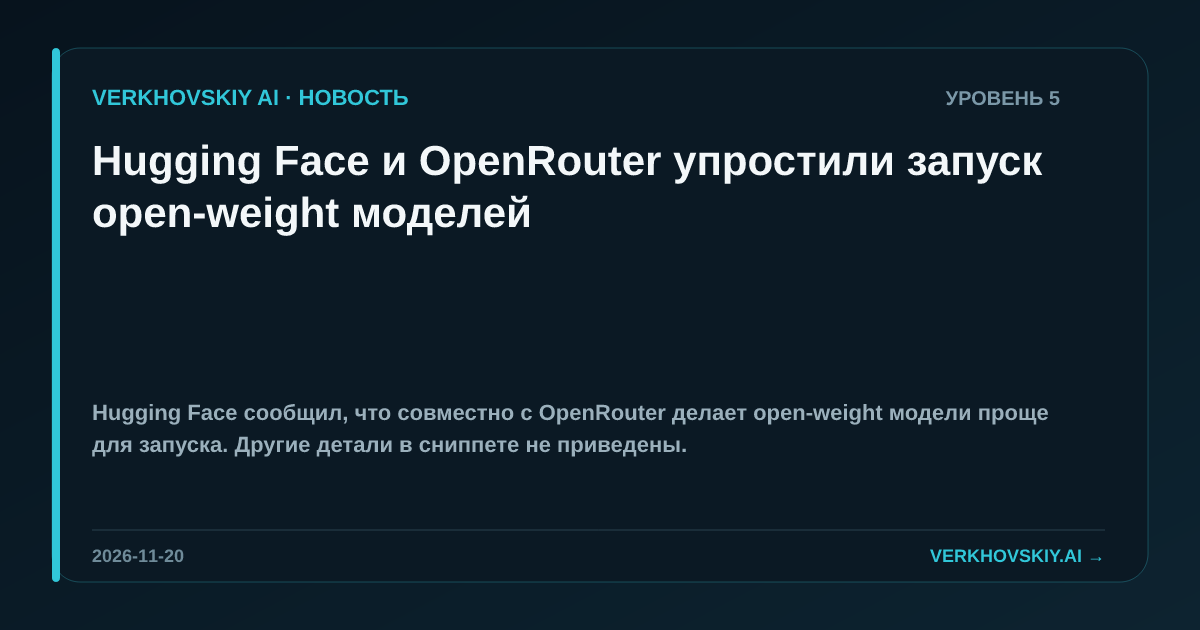 VERKHOVSKIY AI · НОВОСТЬ
УРОВЕНЬ 5
Hugging Face и OpenRouter упростили запуск
open-weight моделей
Hugging Face сообщил, что совместно с OpenRouter делает open-weight модели проще
для запуска. Другие детали в сниппете не приведены.
2026-11-20
VERKHOVSKIY.AI →